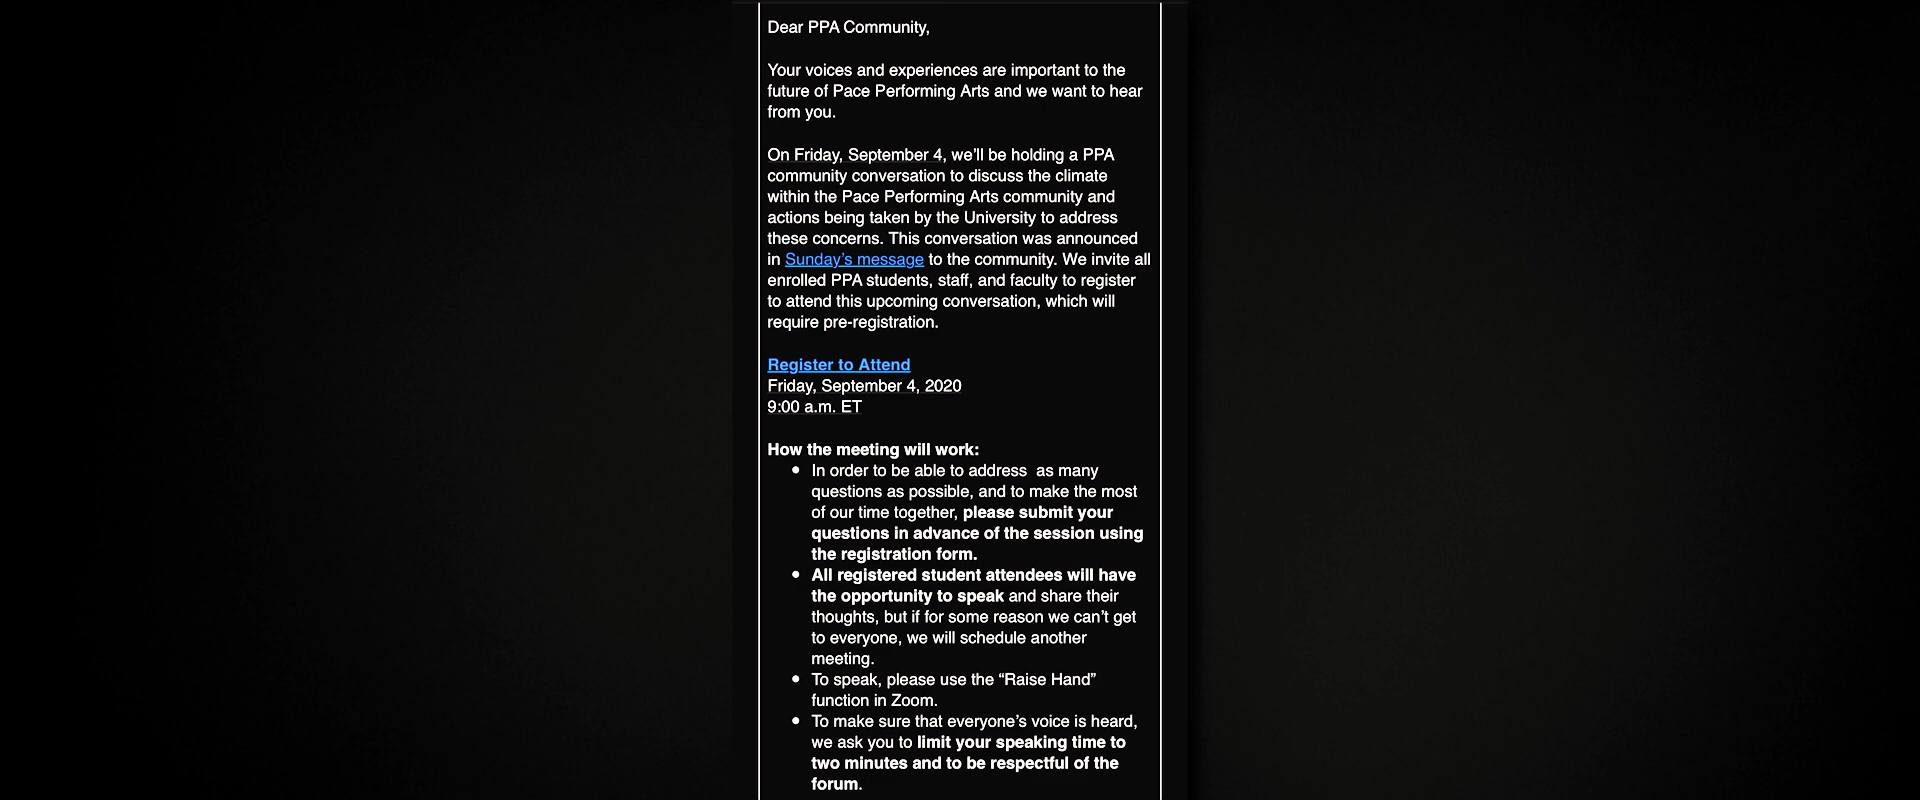 Dear PPA Community,
Your voices and experiences are important to the
future of Pace Performing Arts and we want to hear
from you.
On Friday, September 4, we'll be holding a PPA
community conversation to discuss the climate
within the Pace Performing Arts community and
actions being taken by the University to address
these concerns. This conversation was announced
in Sunday's message to the community. We invite all
enrolled PPA students, staff, and faculty to register
to attend this upcoming conversation, which will
require pre-registration.
Register to Attend
Friday, September 4, 2020
9:00 a.m. ET
How the meeting will work:
• In order to be able to address  as many
questions as possible, and to make the most
of our time together, please submit your
questions in advance of the session using
the registration form.
• All registered student attendees will have
the opportunity to speak and share their
thoughts, but if for some reason we can't get
to everyone, we will schedule another
meeting.
• To speak, please use the “Raise Hand”
function in Zoom.
• To make sure that everyone's voice is heard,
we ask you to limit your speaking time to
two minutes and to be respectful of the
forum.